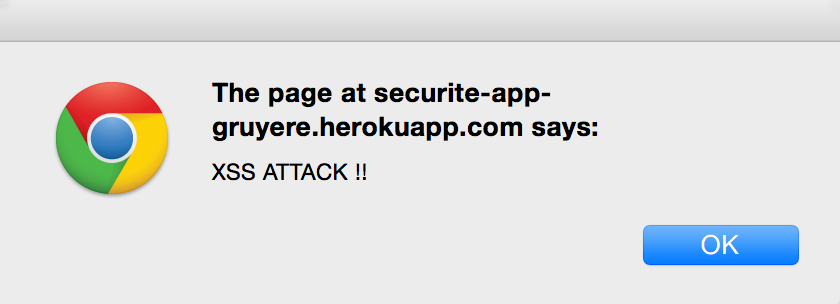 The page at securite-app-
gruyere.herokuapp.com says:
XSS ATTACK !!
OK